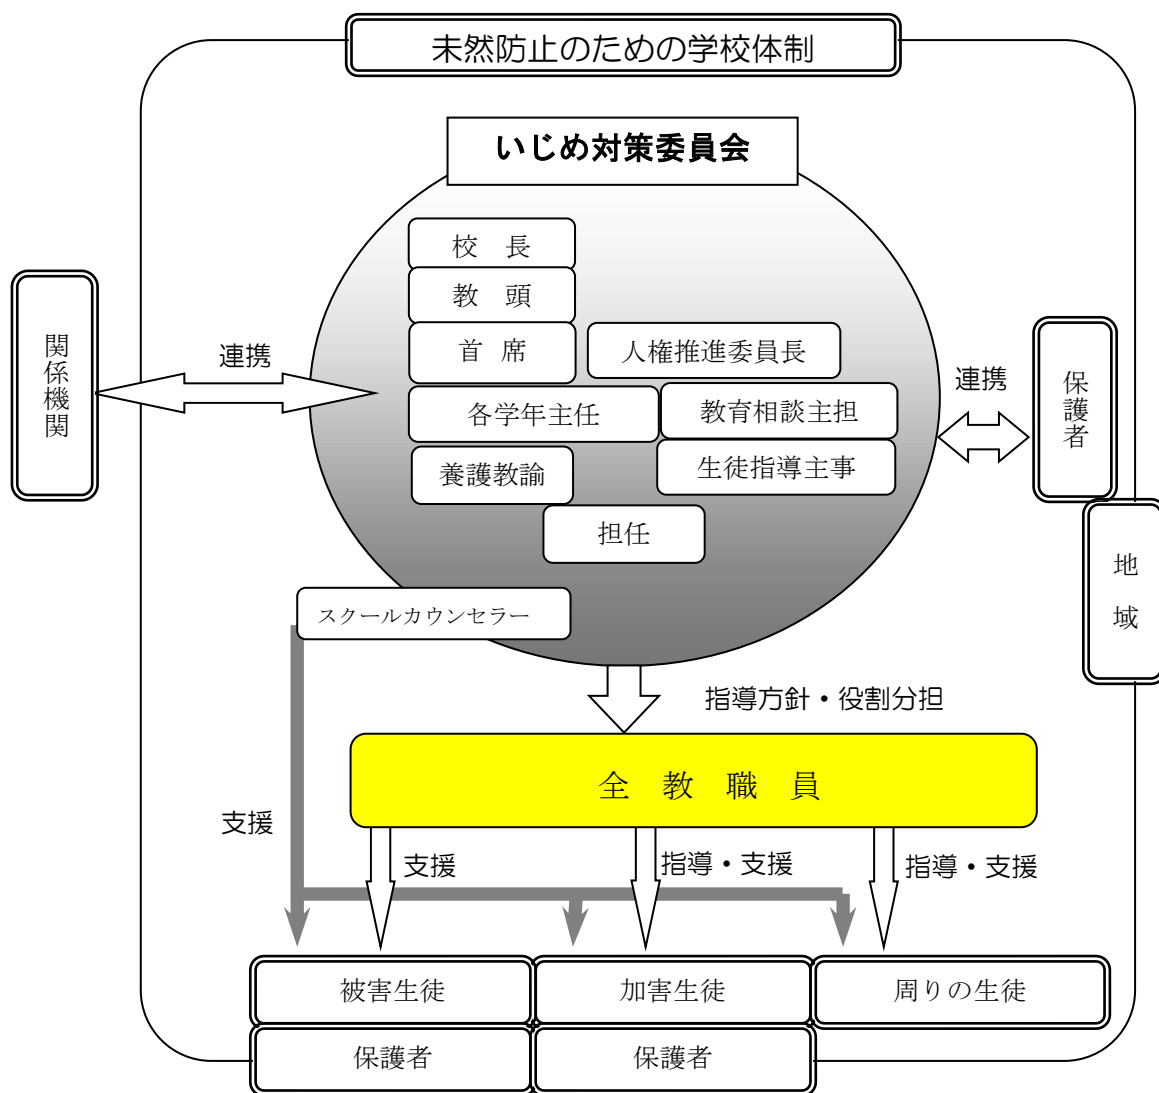 未然防止のための学校体制
いじめ対策委員会
校　長
教　頭
首 席
人権推進委員長
各学年主任
教育相談主担
養護教諭
生徒指導主事
担任
スクールカウンセラー
関係機関
連携
連携
保護者
地域
指導方針・役割分担
全　教　職　員
支援
支援
指導・支援
指導・支援
被害生徒
加害生徒
周りの生徒
保護者
保護者